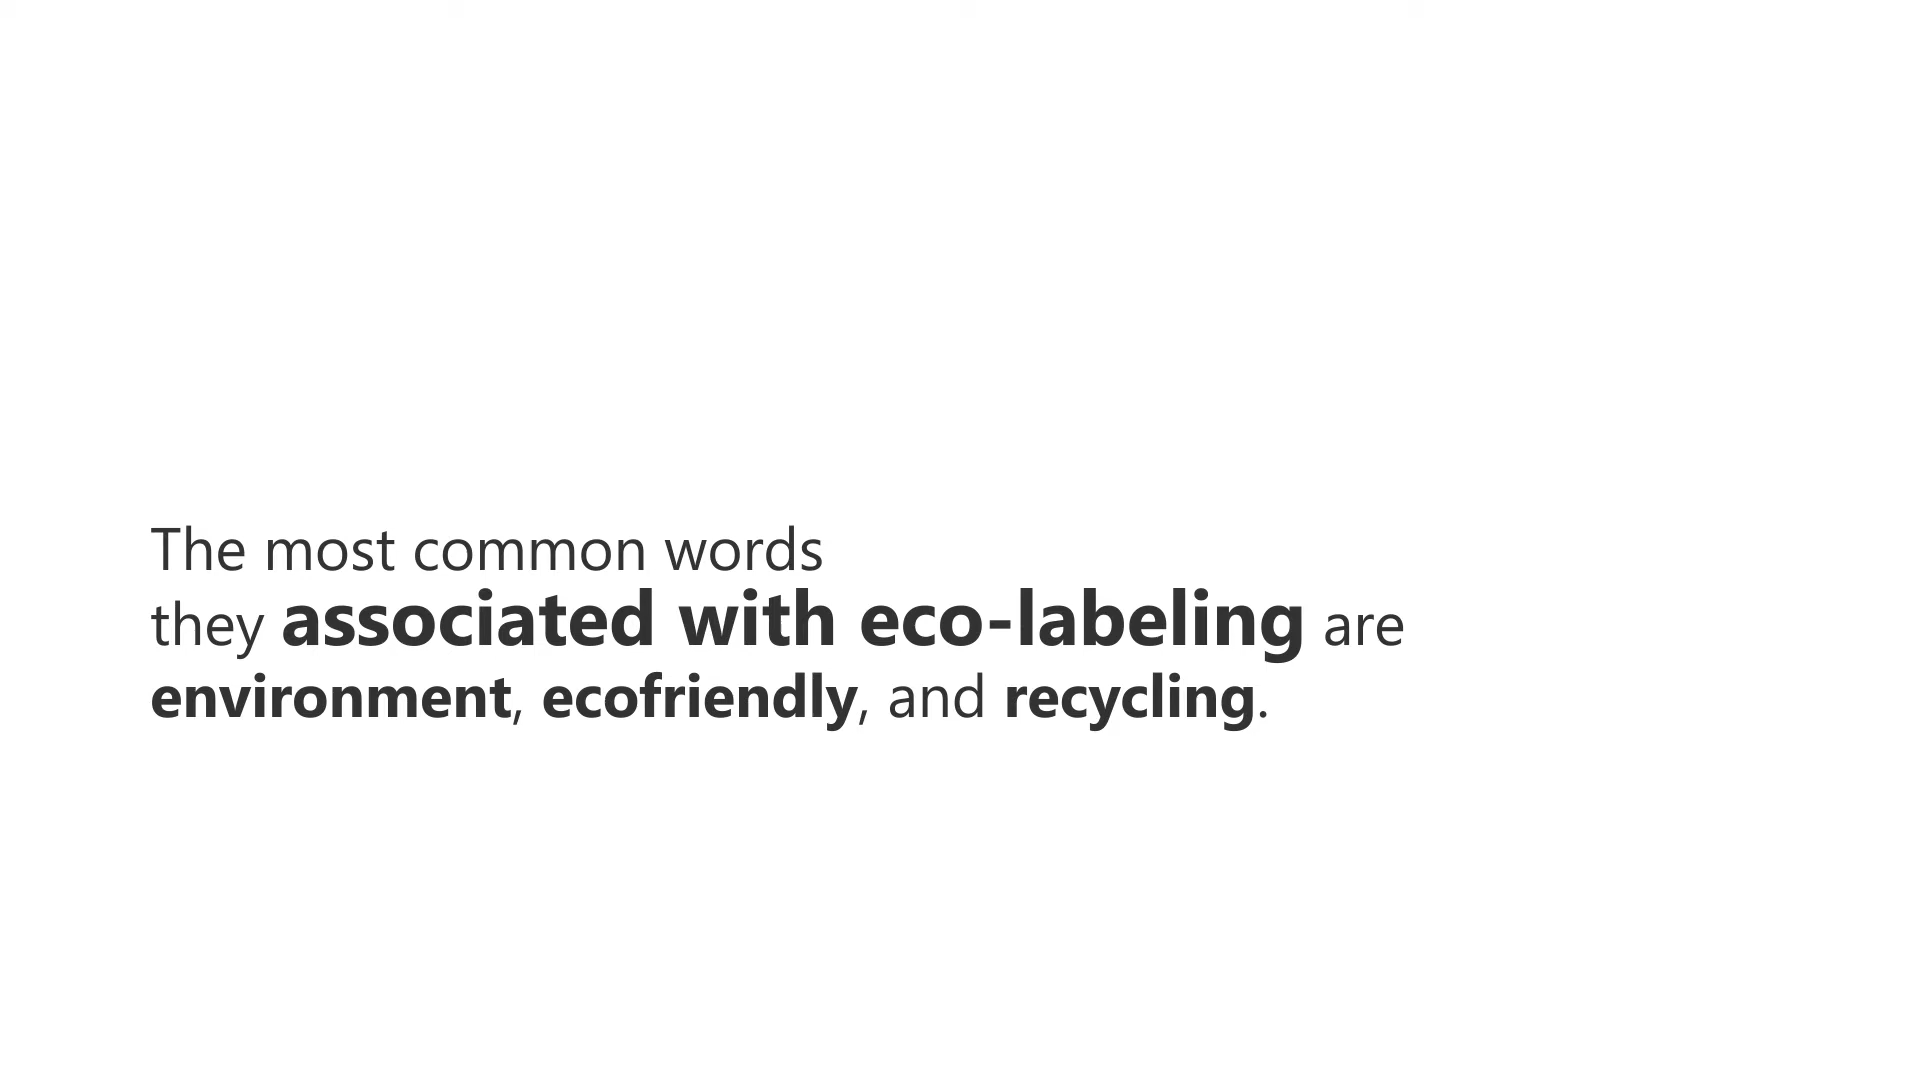 The most common words
they associated with eco-labeling are
environment, ecofriendly, and recycling.